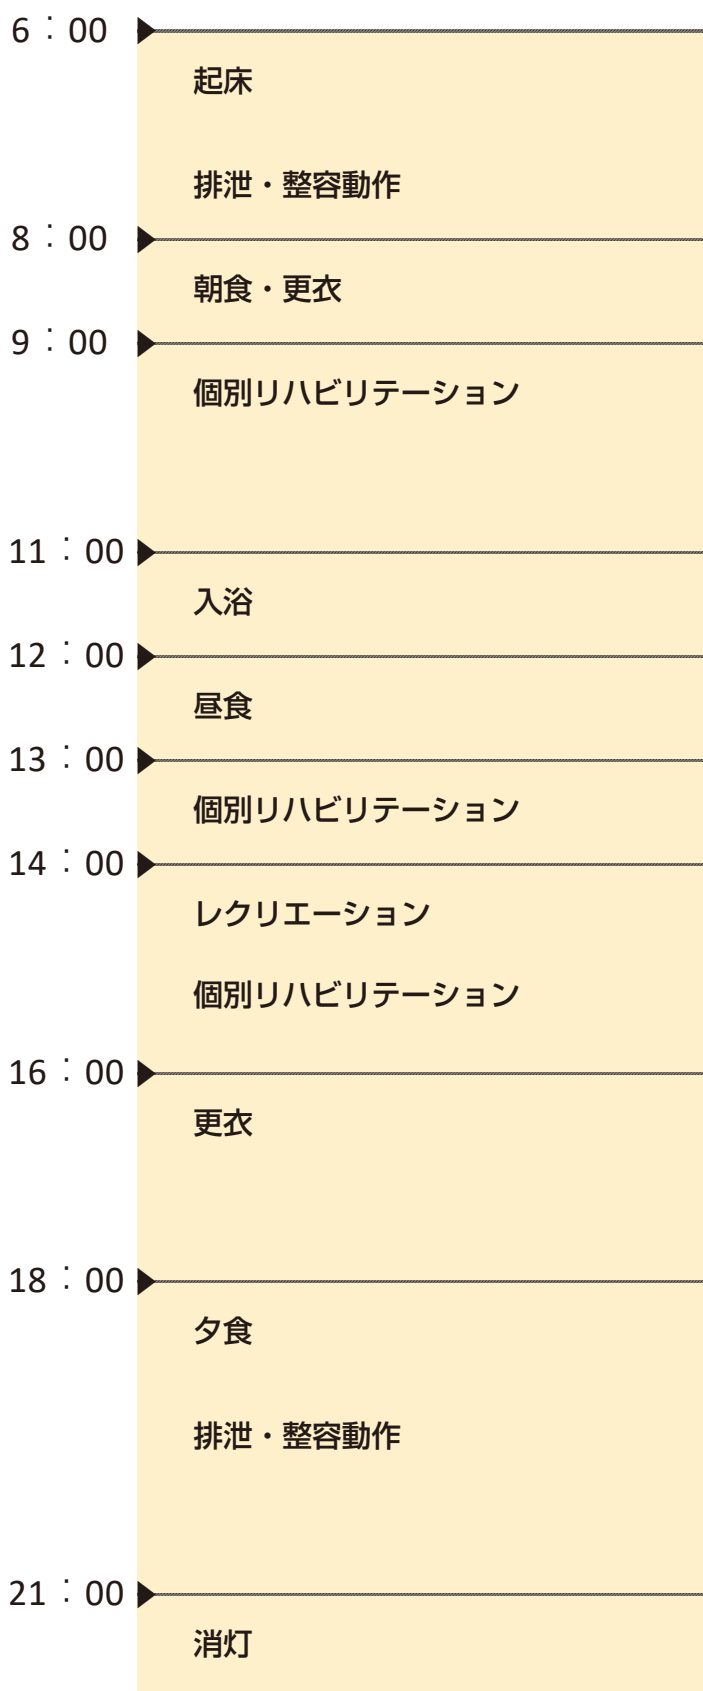 6：00
起床
排泄・整容動作
8：00
朝食・更衣
9：00
個別リハビリテーション
11：00
入浴
12：00
昼食
13：00
個別リハビリテーション
14：00
レクリエーション
個別リハビリテーション
16：00
更衣
18：00
夕食
排泄・整容動作
21：00
消灯